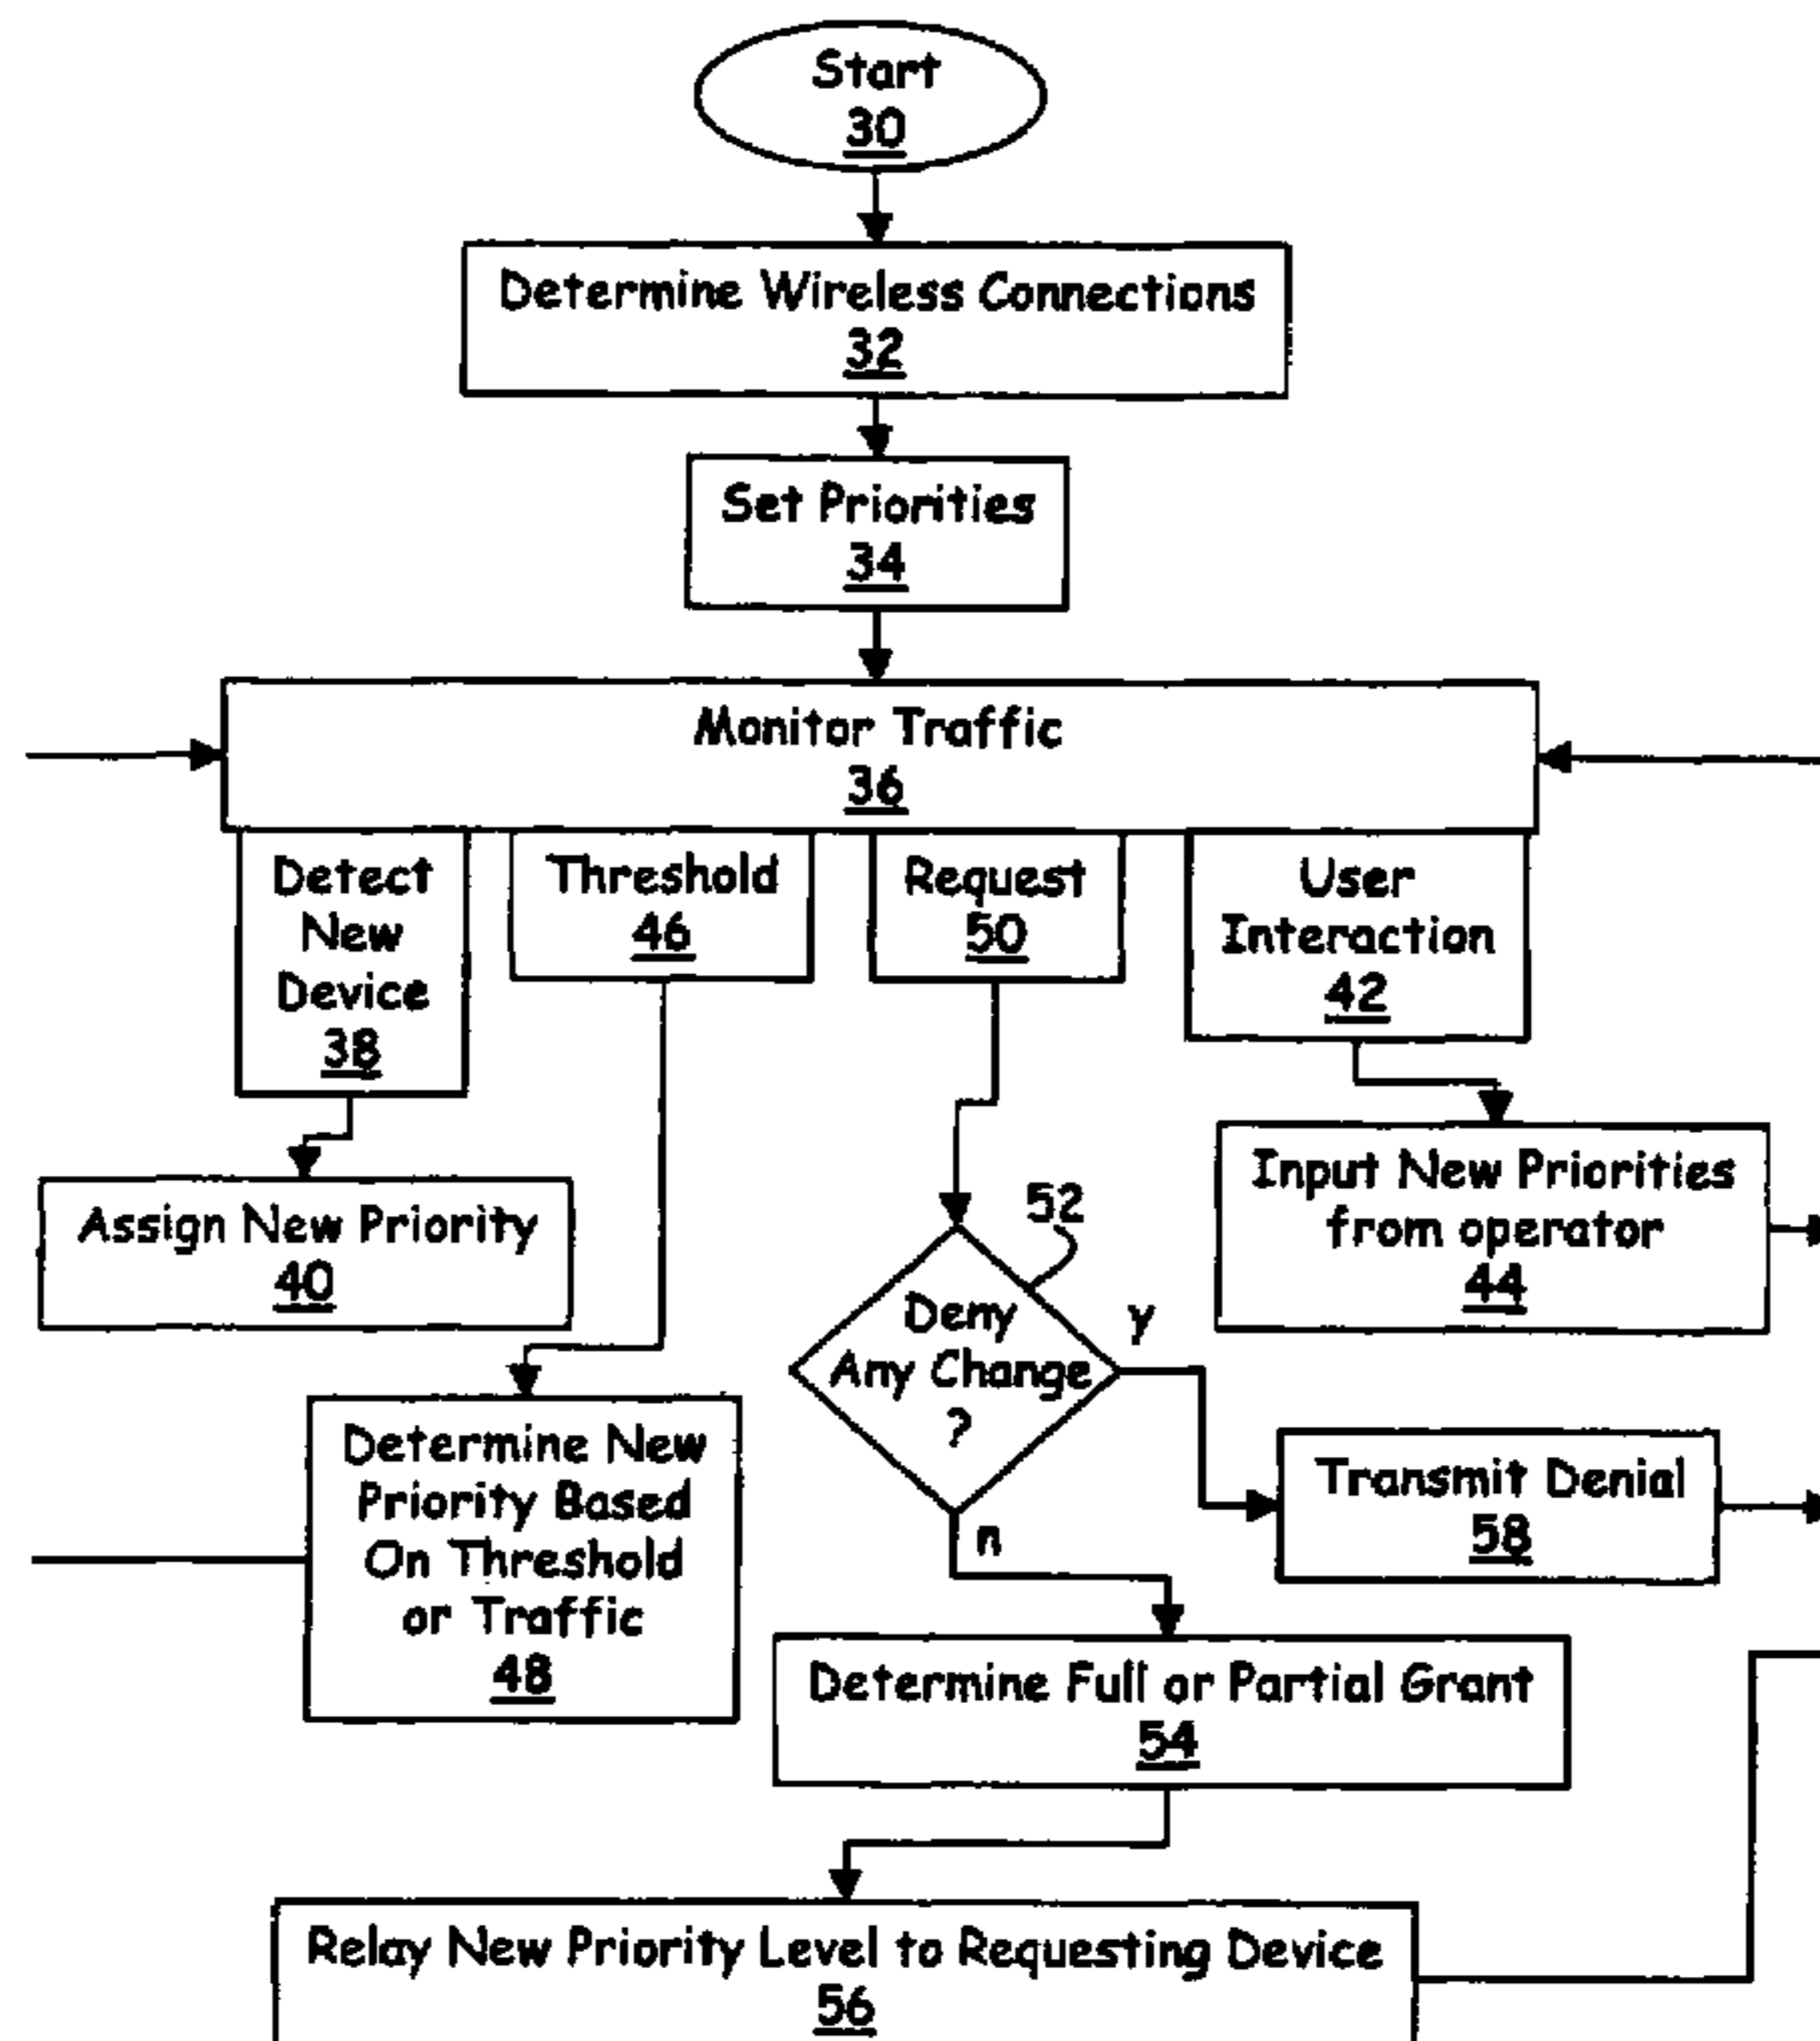 Start
30
Determine Wireless Connections
32
Set Priorities
34
Monitor Traffic
36
Detect
New
Device
38
Threshold
46
Request
50
User
Interaction
42
Assign New Priority
40
52
Deny
Any Change
?
y
n
Input New Priorities
from operator
44
Determine New
Priority Based
On Threshold
or Traffic
48
Transmit Denial
58
Determine Full or Partial Grant
54
Relay New Priority Level to Requesting Device
56